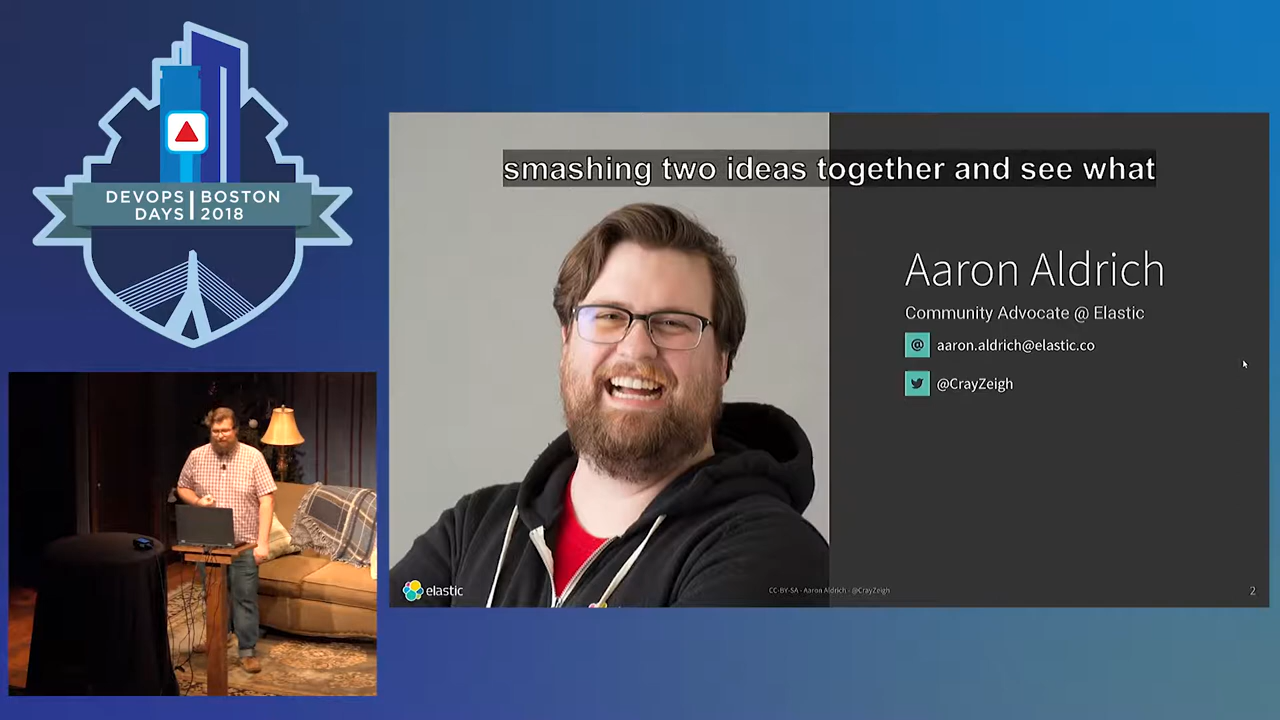 DEVOPS BOSTON
DAYS 2018
smashing two ideas together and see what
Aaron Aldrich
Community Advocate @ Elastic
@ aaron.aldrich@elastic.co
@CrayZeigh
elastic
CC-BY-SA - Aaron Aldrich - @CrayZeigh
2